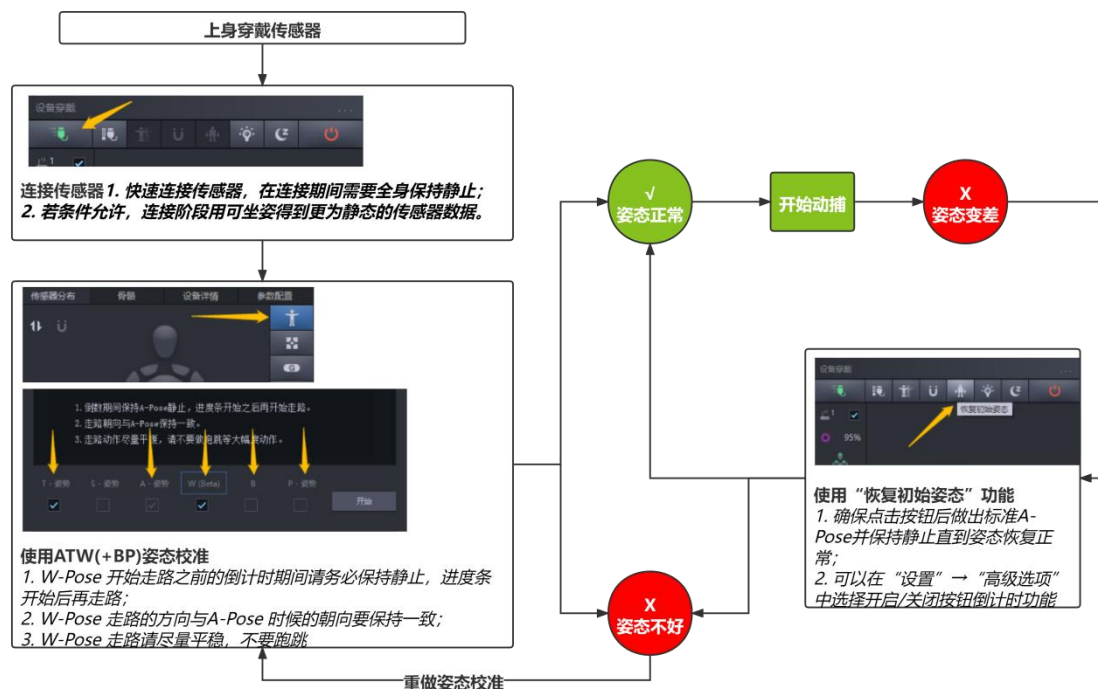 上身穿戴传感器
设备穿戴
...
1
连接传感器1. 快速连接传感器，在连接期间需要全身保持静止；
2. 若条件允许，连接阶段用可坐姿得到更为静态的传感器数据。
传感器分布 骨骼 设备详情 参数配置
G
1.倒数期间保持A-Pose静止，进度条开始之后再开始走路。
2.走路朝向与A-Pose保持一致。
3.走路动作尽量平缓，请不要做跑跳等大幅度动作。
T - 姿势 S - 姿势 A - 姿势 W (Beta) B P - 姿势
开始
使用ATW(+BP)姿态校准
1. W-Pose 开始走路之前的倒计时期间请务必保持静止，进度条
开始后再走路；
2. W-Pose 走路的方向与A-Pose 时候的朝向要保持一致；
3. W-Pose 走路请尽量平稳，不要跑跳
重做姿态校准
√
姿态正常
开始动捕
X
姿态变差
X
姿态不好
设备穿戴
...
1
恢复初始姿态
95%
使用“恢复初始姿态”功能
1. 确保点击按钮后做出标准A-
Pose并保持静止直到姿态恢复正
常；
2. 可以在“设置”→“高级选项”
中选择开启/关闭按钮倒计时功能